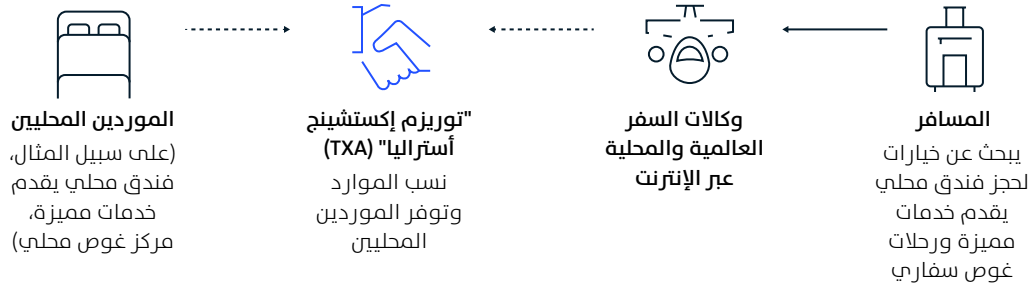 المسافر
يبحث عن خيارات
لحجز فندق محلي
يقدم خدمات
مميزة ورحلات
غوص سفاري
وكالات السفر
العالمية والمحلية
عبر الإنترنت
"توريزم إكستشينج
أستراليا" (TXA)
نسب الموارد
وتوفر الموردين
المحليين
الموردين المحليين
(على سبيل المثال،
فندق محلي يقدم
خدمات مميزة،
مركز غوص محلي)